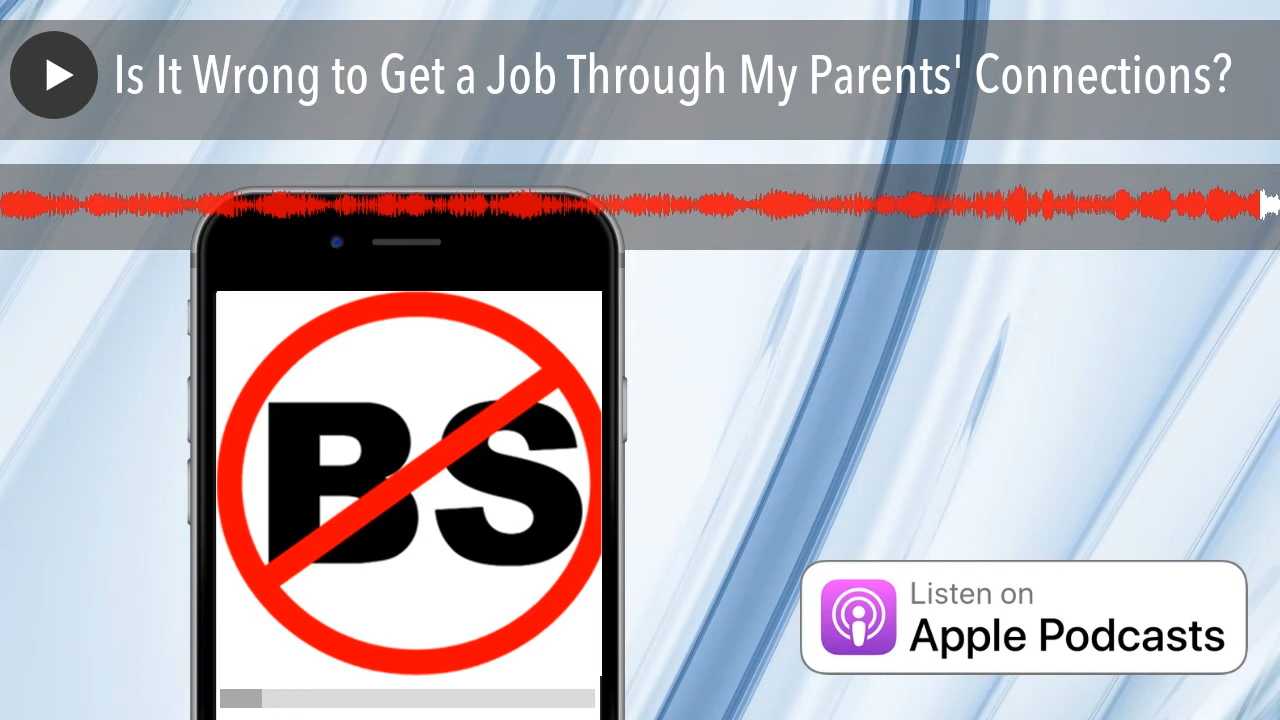 Is It Wrong to Get a Job Through My Parents' Connections?
BS
Listen on
Apple Podcasts